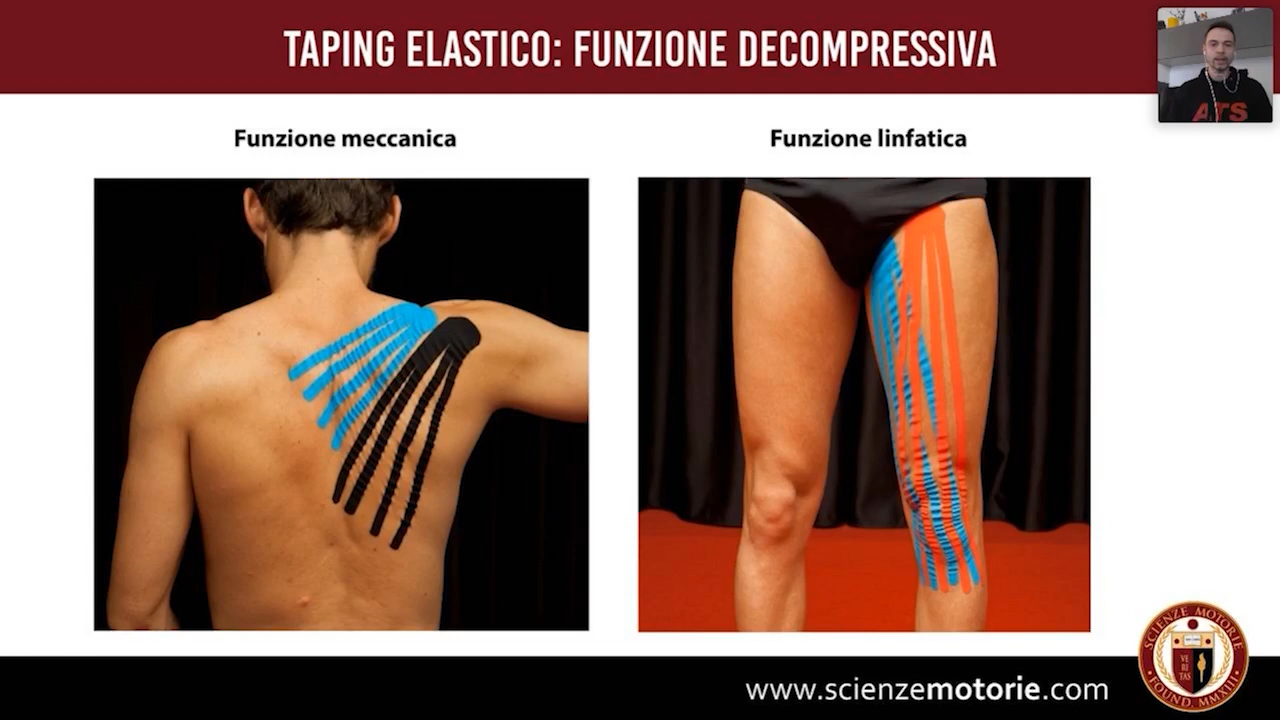 TAPING ELASTICO: FUNZIONE DECOMPRESSIVA
ATS
Funzione meccanica
Funzione linfatica
SCIENZE MOTORIE
VE
RI
TAS
FOUND. MMXIII
www.scienzemotorie.com